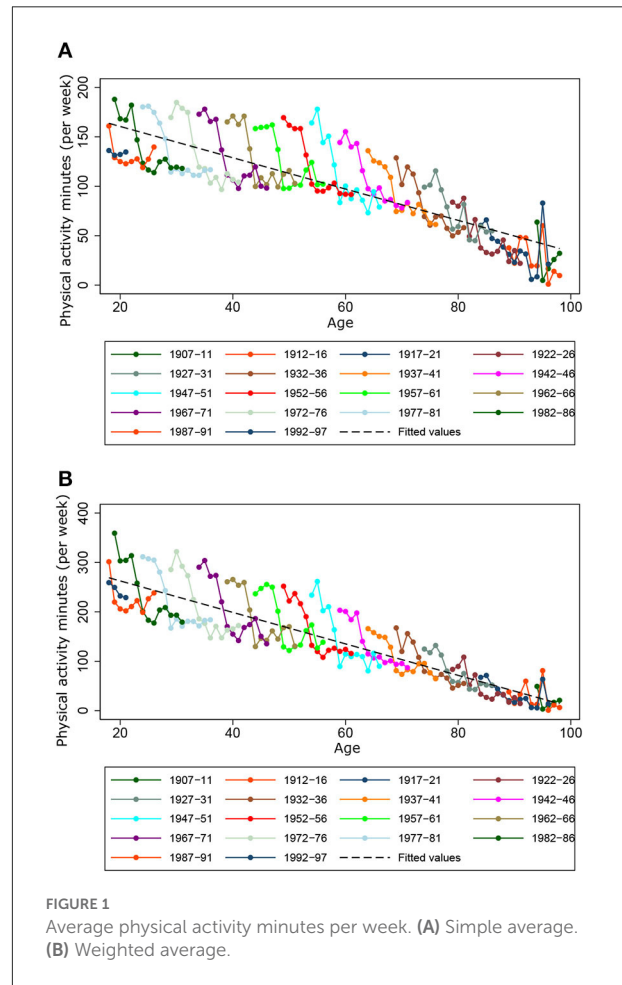 A
Physical activity minutes (per week)
200
150
100
50
0
20 40 60 80 100
Age
1907–11 1912–16 1917–21 1922–26
1927–31 1932–36 1937–41 1942–46
1947–51 1952–56 1957–61 1962–66
1967–71 1972–76 1977–81 1982–86
1987–91 1992–97 Fitted values
B
Physical activity minutes (per week)
400
300
200
100
0
20 40 60 80 100
Age
1907–11 1912–16 1917–21 1922–26
1927–31 1932–36 1937–41 1942–46
1947–51 1952–56 1957–61 1962–66
1967–71 1972–76 1977–81 1982–86
1987–91 1992–97 Fitted values
FIGURE 1
Average physical activity minutes per week. (A) Simple average.
(B) Weighted average.